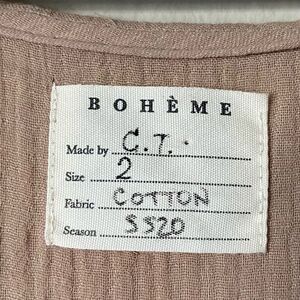 BOHÈME
Made by C.T.
Size 2
Fabric COTTON
Season SS20